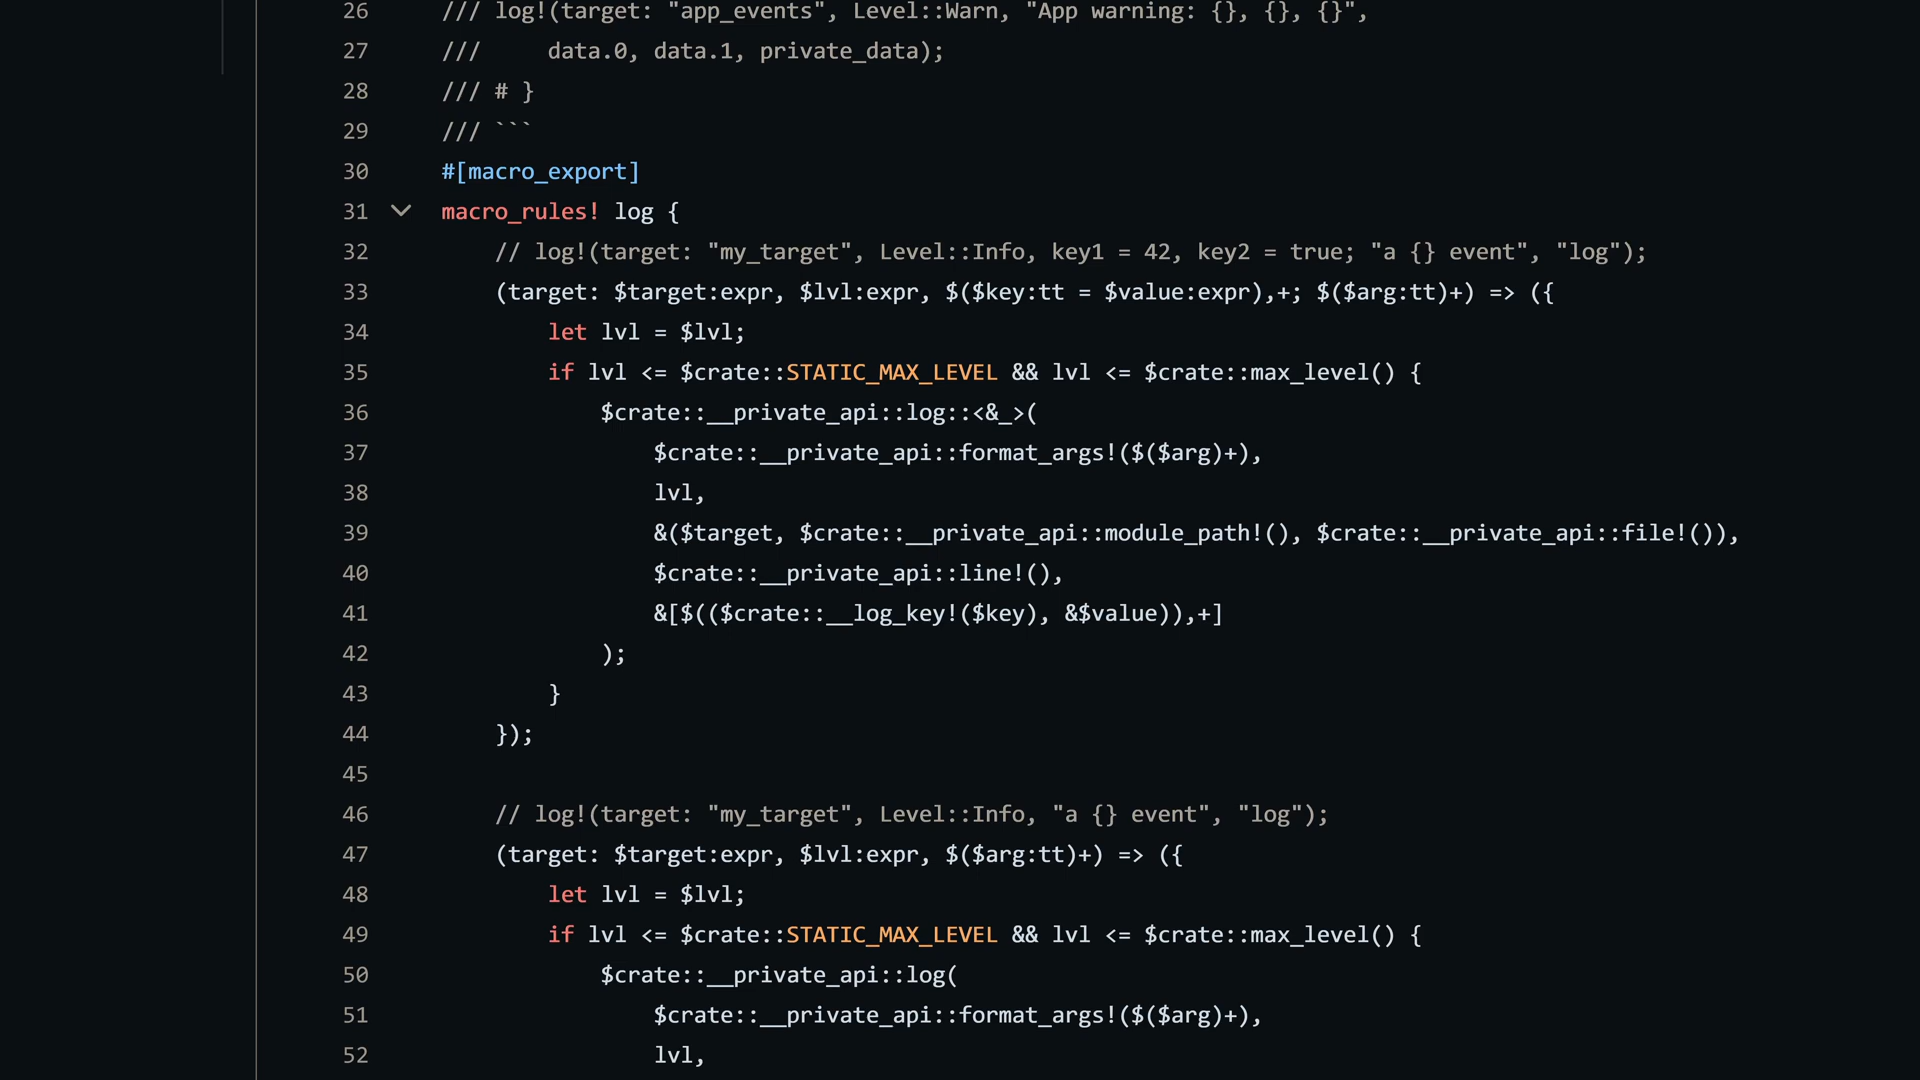 26 /// log!(target: "app_events", Level::Warn, "App warning: {}, {}, {}",
27 ///     data.0, data.1, private_data);
28 /// # }
29 /// ```
30 #[macro_export]
31 macro_rules! log {
32     // log!(target: "my_target", Level::Info, key1 = 42, key2 = true; "a {} event", "log");
33     (target: $target:expr, $lvl:expr, $($key:tt = $value:expr),+; $($arg:tt)+) => ({
34         let lvl = $lvl;
35         if lvl <= $crate::STATIC_MAX_LEVEL && lvl <= $crate::max_level() {
36             $crate::__private_api::log::<&_>(
37                 $crate::__private_api::format_args!($($arg)+),
38                 lvl,
39                 &($target, $crate::__private_api::module_path!(), $crate::__private_api::file!()),
40                 $crate::__private_api::line!(),
41                 &[$(($crate::__log_key!($key), &$value)),+]
42             );
43         }
44     });
45
46     // log!(target: "my_target", Level::Info, "a {} event", "log");
47     (target: $target:expr, $lvl:expr, $($arg:tt)+) => ({
48         let lvl = $lvl;
49         if lvl <= $crate::STATIC_MAX_LEVEL && lvl <= $crate::max_level() {
50             $crate::__private_api::log(
51                 $crate::__private_api::format_args!($($arg)+),
52                 lvl,